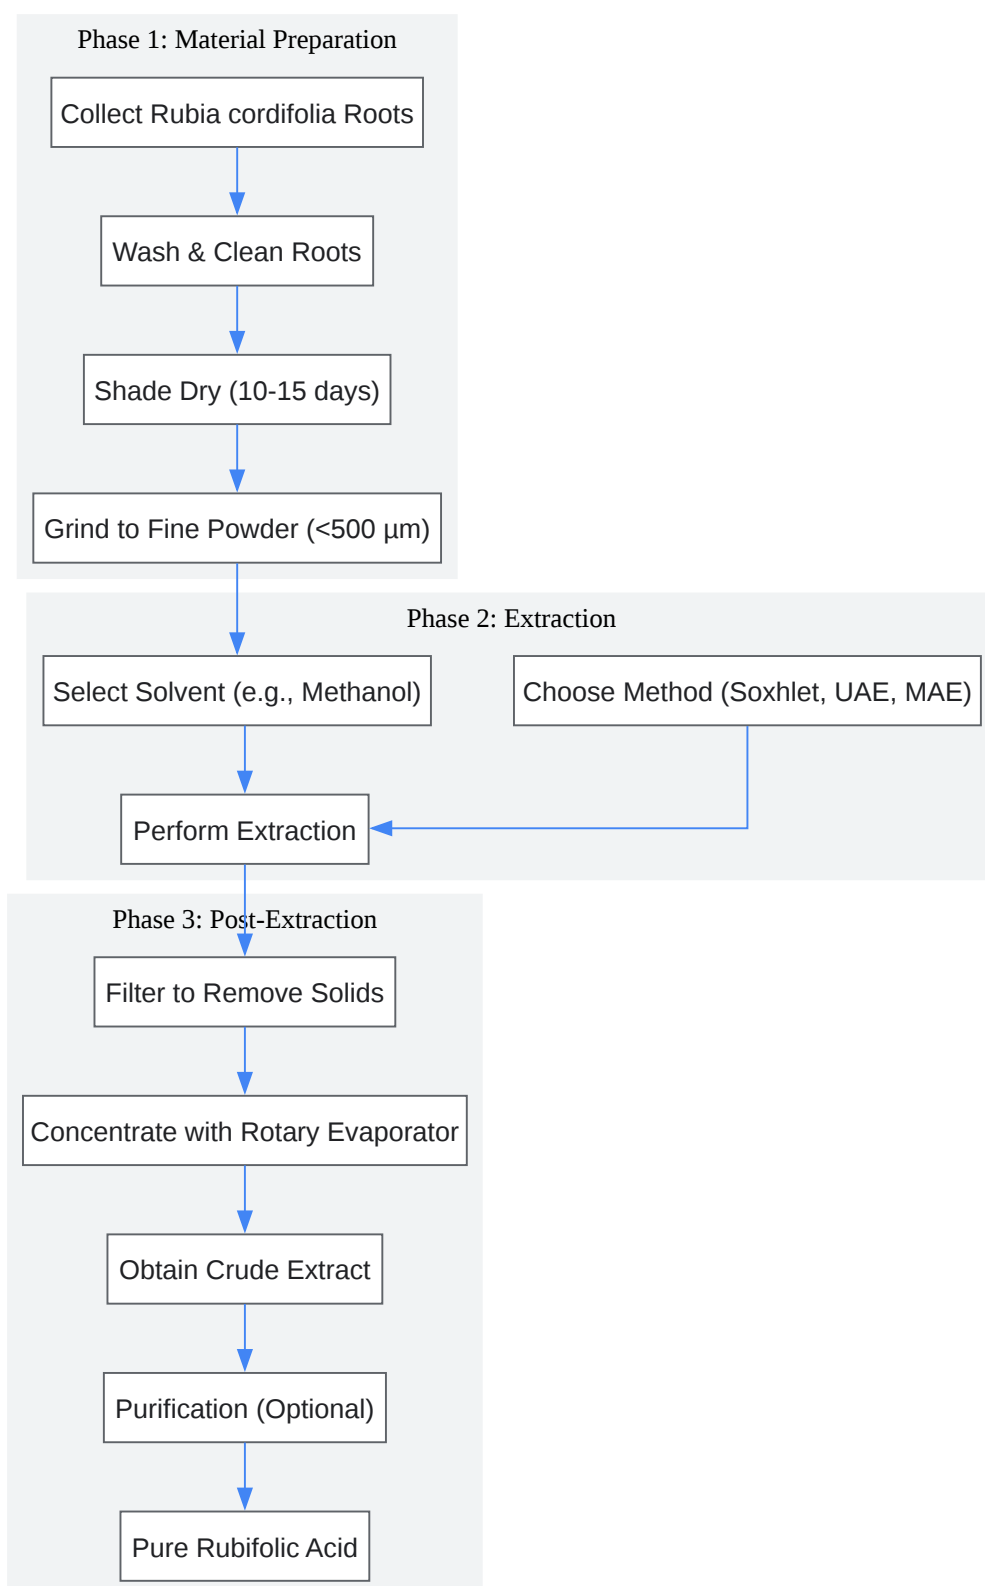 Phase 1: Material Preparation
Collect Rubia cordifolia Roots
Wash & Clean Roots
Shade Dry (10-15 days)
Grind to Fine Powder (<500 µm)
Phase 2: Extraction
Select Solvent (e.g., Methanol)
Choose Method (Soxhlet, UAE, MAE)
Perform Extraction
Phase 3: Post-Extraction
Filter to Remove Solids
Concentrate with Rotary Evaporator
Obtain Crude Extract
Purification (Optional)
Pure Rubifolic Acid